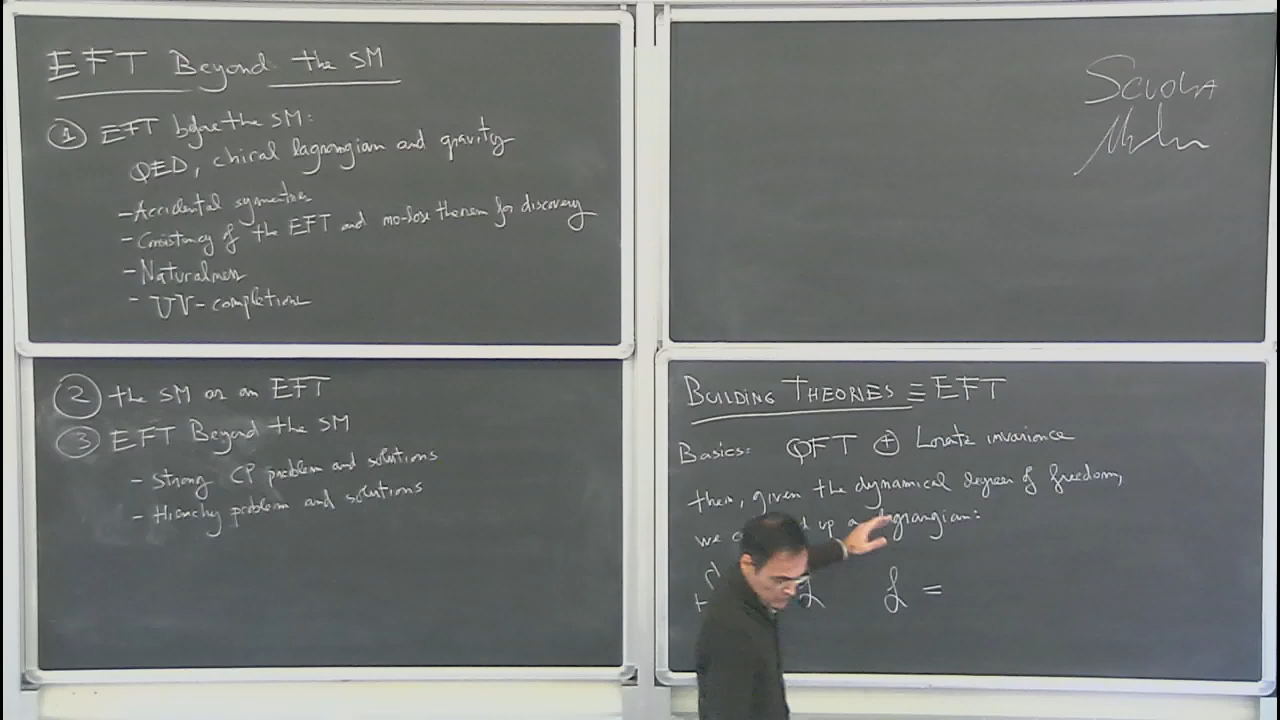 EFT Beyond the SM
① EFT before the SM:
QED, chiral lagrangian and gravity
- Accidental symmetries
- Consistency of the EFT and no-lose theorem for discovery
- Naturalness
- UV-completions
② the SM as an EFT
③ EFT Beyond the SM
- Strong CP problem and solutions
- Hierarchy problem and solutions
SCUOLA
BUILDING THEORIES ≡ EFT
Basics: QFT ⊕ Lorentz invariance
then, given the dynamical degrees of freedom,
we up a lagrangian:
ℒ ℒ =